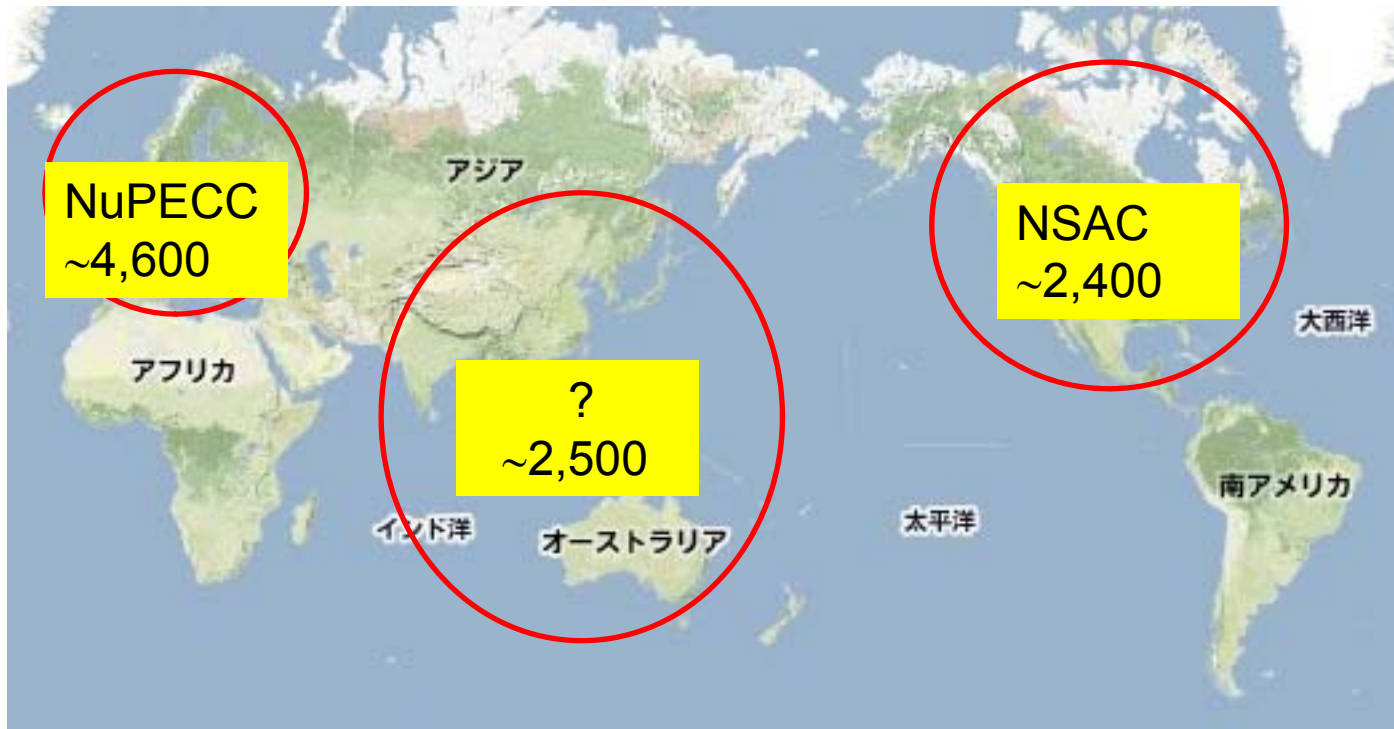 アジア
NuPECC
~4,600
NSAC
~2,400
大西洋
アフリカ
?
~2,500
南アメリカ
インド洋
オーストラリア
太平洋